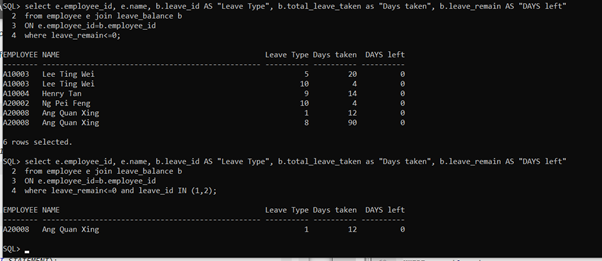 SQL> select e.employee_id, e.name, b.leave_id AS "Leave Type", b.total_leave_taken as "Days taken", b.leave_remain AS "DAYS left"
2 from employee e join leave_balance b
3 ON e.employee_id=b.employee_id
4 where leave_remain<=0;
EMPLOYEE NAME Leave Type Days taken DAYS left
-------- -------------------------------------------------- ---------- ---------- ----------
A10003 Lee Ting Wei 5 20 0
A10003 Lee Ting Wei 10 4 0
A10004 Henry Tan 9 14 0
A20002 Ng Pei Feng 10 4 0
A20008 Ang Quan Xing 1 12 0
A20008 Ang Quan Xing 8 90 0
6 rows selected.
SQL> select e.employee_id, e.name, b.leave_id AS "Leave Type", b.total_leave_taken as "Days taken", b.leave_remain AS "DAYS left"
2 from employee e join leave_balance b
3 ON e.employee_id=b.employee_id
4 where leave_remain<=0 and leave_id IN (1,2);
EMPLOYEE NAME Leave Type Days taken DAYS left
-------- -------------------------------------------------- ---------- ---------- ----------
A20008 Ang Quan Xing 1 12 0
SQL>